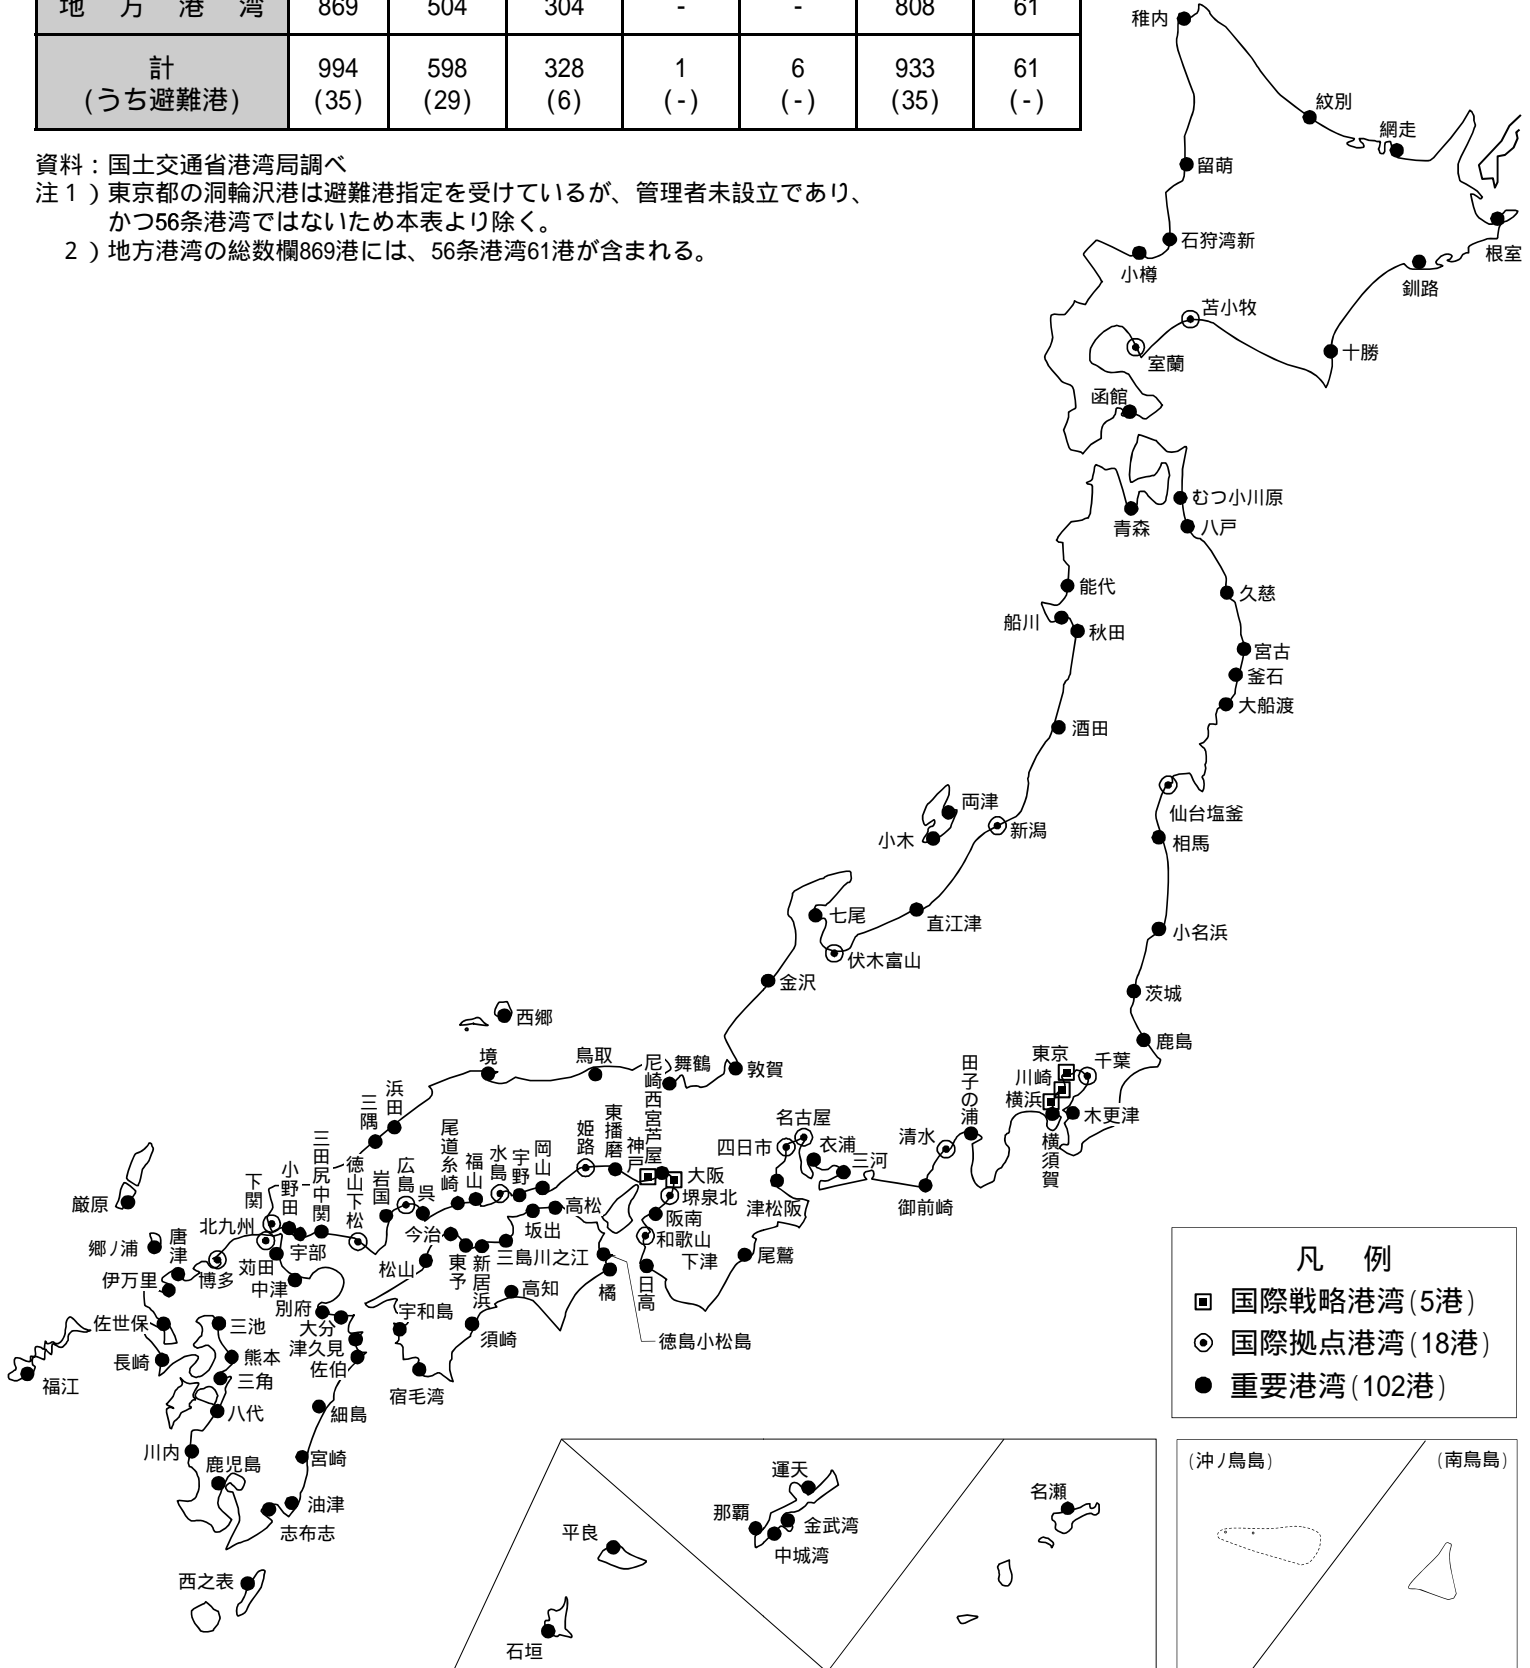 地方港湾 869 504 304 - - 808 61
計 994 598 328 1 6 933 61
(うち避難港) (35) (29) (6) (-) (-) (35) (-)
資料：国土交通省港湾局調べ
注１）東京都の洞輪沢港は避難港指定を受けているが、管理者未設立であり、
かつ56条港湾ではないため本表より除く。
２）地方港湾の総数欄869港には、56条港湾61港が含まれる。
稚内
紋別
網走
留萌
根室
石狩湾新
小樽
釧路
苫小牧
室蘭
十勝
函館
むつ小川原
青森
八戸
能代
久慈
船川
秋田
宮古
釜石
大船渡
酒田
両津
仙台塩釜
小木
新潟
相馬
七尾
直江津
小名浜
伏木富山
金沢
茨城
西郷
鹿島
境
鳥取
尼崎西宮芦屋
舞鶴
敦賀
田子の浦
東京
千葉
川崎
横浜
木更津
横須賀
浜田
三隅
三田尻中関
徳山下松
岩国
広島
呉
尾道糸崎
福山
水島
宇野
岡山
姫路
東播磨
神戸
大阪
堺泉北
阪南
和歌山
下津
日高
四日市
名古屋
衣浦
三河
津松阪
尾鷲
清水
御前崎
厳原
下関
小野田
北九州
宇部
郷ノ浦
唐津
博多
苅田
中津
伊万里
今治
松山
東予
新居浜
三島川之江
坂出
高松
高知
橘
徳島小松島
須崎
宇和島
宿毛湾
別府
大分
津久見
佐伯
佐世保
三池
長崎
熊本
三角
福江
八代
細島
川内
宮崎
鹿児島
油津
志布志
西之表
凡 例
国際戦略港湾(5港)
国際拠点港湾(18港)
重要港湾(102港)
運天
那覇
金武湾
中城湾
平良
石垣
名瀬
(沖ノ鳥島)
(南鳥島)